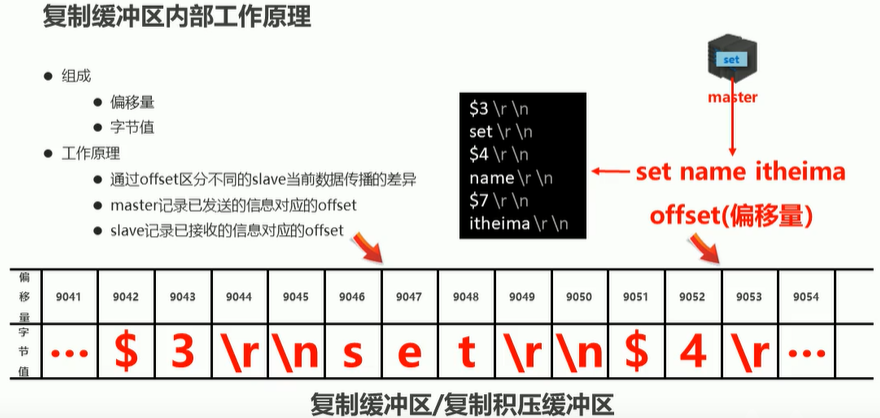 复制缓冲区内部工作原理
● 组成
● 偏移量
● 字节值
● 工作原理
● 通过offset区分不同的slave当前数据传播的差异
● master记录已发送的信息对应的offset
● slave记录已接收的信息对应的offset
$3 \r \n
set \r \n
$4 \r \n
name \r \n
$7 \r \n
itheima \r \n
set
master
set name itheima
offset(偏移量)
偏移量 9041 9042 9043 9044 9045 9046 9047 9048 9049 9050 9051 9052 9053 9054
字节值 … $ 3 \r \n s e t \r \n $ 4 \r …
复制缓冲区/复制积压缓冲区